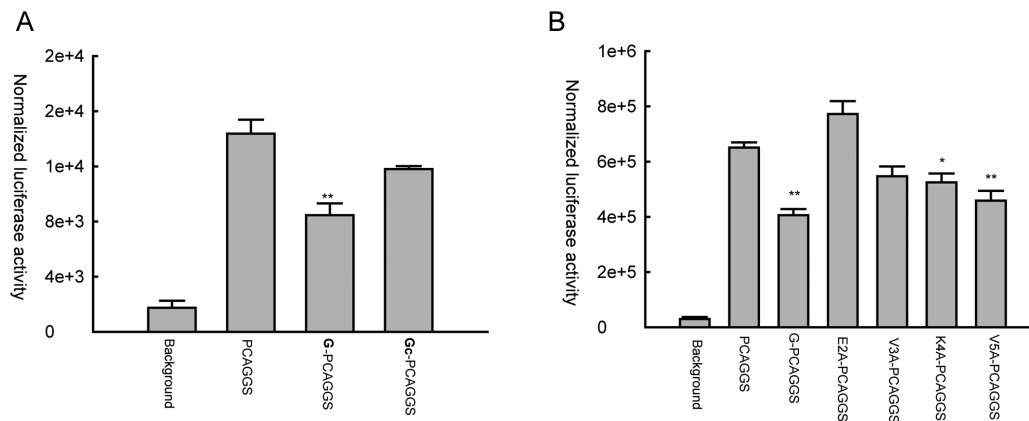 A
Normalized luciferase activity
2e+4
2e+4
1e+4
8e+3
4e+3
0
**
Background
PCAGGS
G-PCAGGS
Gc-PCAGGS
B
Normalized luciferase activity
1e+6
8e+5
6e+5
4e+5
2e+5
0
**
*
**
Background
PCAGGS
G-PCAGGS
E2A-PCAGGS
V3A-PCAGGS
K4A-PCAGGS
V5A-PCAGGS